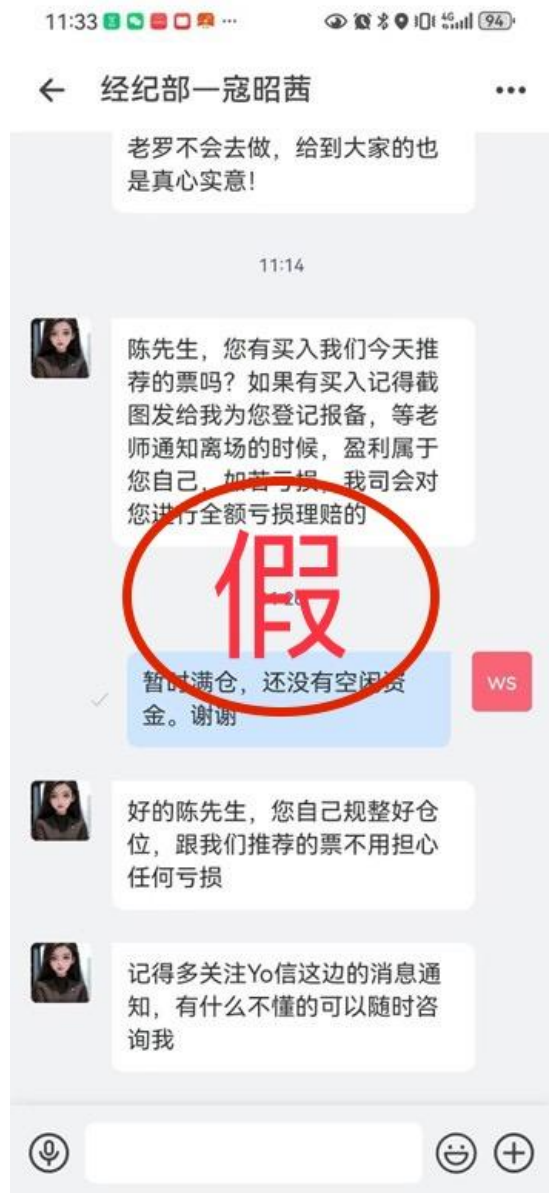 11:33
4G
94
经纪部一寇昭茜
老罗不会去做，给到大家的也
是真心实意！
11:14
陈先生，您有买入我们今天推
荐的票吗？如果有买入记得截
图发给我为您登记报备，等老
师通知离场的时候，盈利属于
您自己，如若亏损，我司会对
您进行全额亏损理赔的
假
暂时满仓，还没有空闲资
金。谢谢
WS
好的陈先生，您自己规整好仓
位，跟我们推荐的票不用担心
任何亏损
记得多关注Yo信这边的消息通
知，有什么不懂的可以随时咨
询我